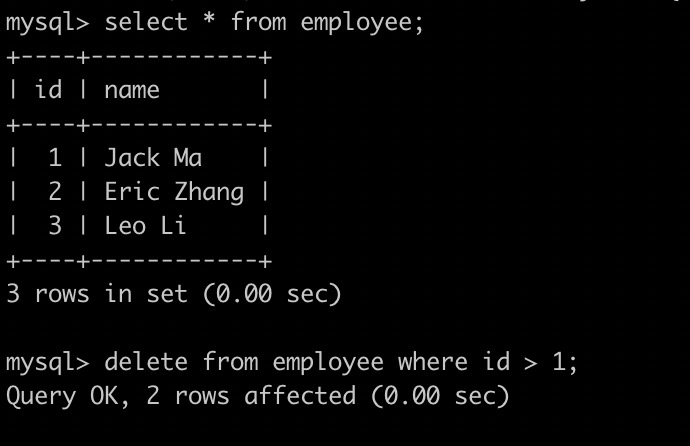 mysql> select * from employee;
+----+------------+
| id | name       |
+----+------------+
|  1 | Jack Ma    |
|  2 | Eric Zhang |
|  3 | Leo Li     |
+----+------------+
3 rows in set (0.00 sec)
mysql> delete from employee where id > 1;
Query OK, 2 rows affected (0.00 sec)